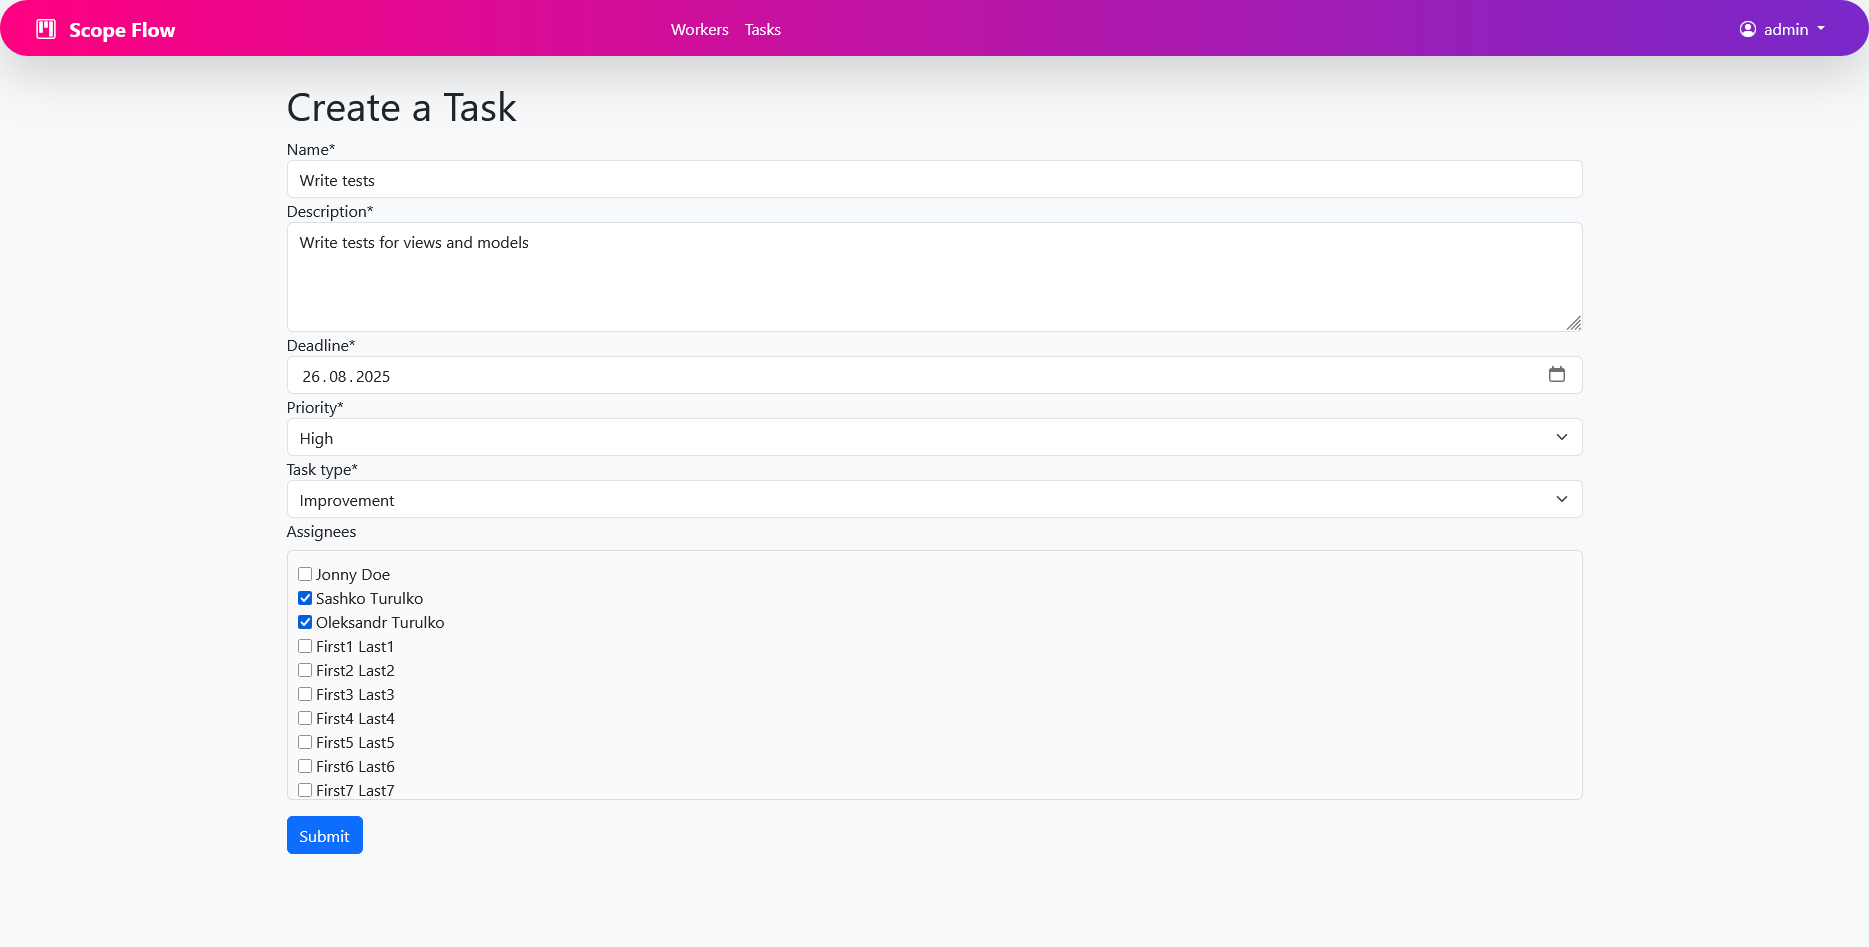 Scope Flow Workers Tasks admin
Create a Task
Name*
Write tests
Description*
Write tests for views and models
Deadline*
26.08.2025
Priority*
High
Task type*
Improvement
Assignees
Jonny Doe
Sashko Turulko
Oleksandr Turulko
First1 Last1
First2 Last2
First3 Last3
First4 Last4
First5 Last5
First6 Last6
First7 Last7
Submit